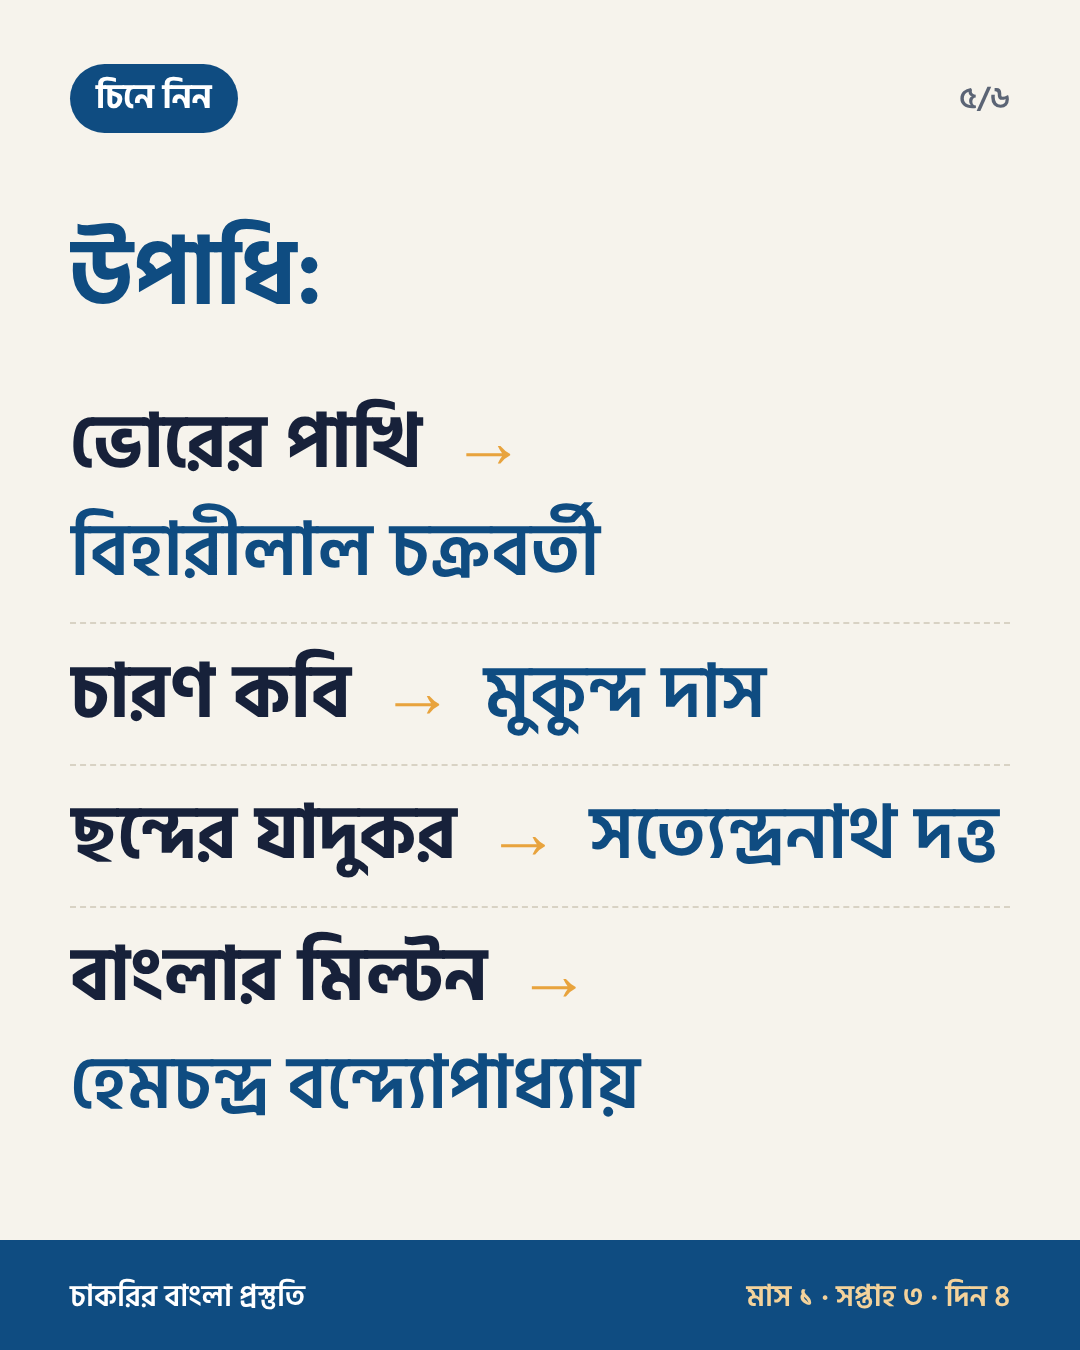 চিনে নিন
৫/৬
উপাধি:
ভোরের পাখি →
বিহারীলাল চক্রবর্তী
চারণ কবি → মুকুন্দ দাস
ছন্দের যাদুকর → সত্যেন্দ্রনাথ দত্ত
বাংলার মিল্টন →
হেমচন্দ্র বন্দ্যোপাধ্যায়
চাকরির বাংলা প্রস্তুতি
মাস ১ · সপ্তাহ ৩ · দিন ৪